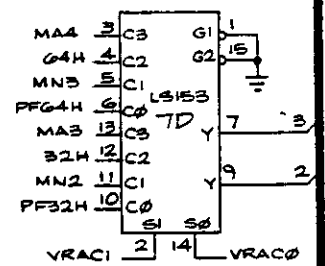 MA4 3 C3 G1 1
64H 4 C2 G2 15
MN3 5 C1
PF64H 6 CØ LS153
MA3 13 C3 7D Y 7 3
32H 12 C2
MN2 11 C1 Y 9 2
PF32H 10 CØ
S1 SØ
VRAC1 2 14 VRACØ